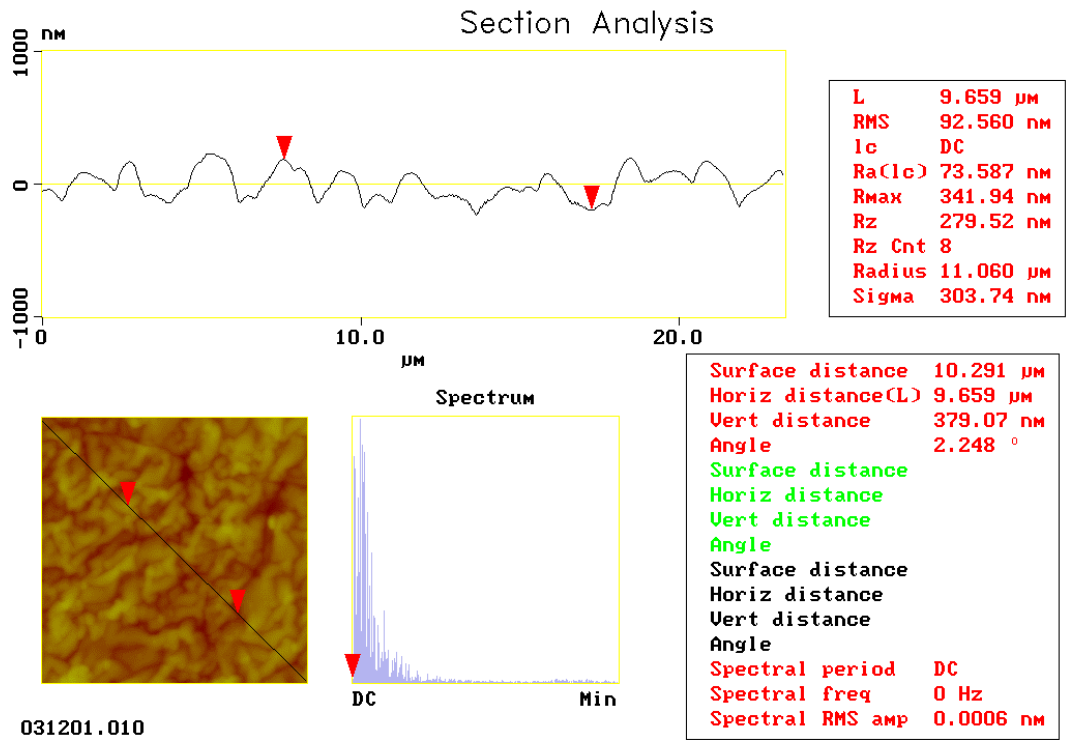 Section Analysis
nM
1000
0
-1000
0
10.0
20.0
µM
L 9.659 µM
RMS 92.560 nM
lc DC
Ra(lc) 73.587 nM
RMax 341.94 nM
Rz 279.52 nM
Rz Cnt 8
Radius 11.060 µM
SigMa 303.74 nM
Surface distance 10.291 µM
Horiz distance(L) 9.659 µM
Vert distance 379.07 nM
Angle 2.248 °
Surface distance
Horiz distance
Vert distance
Angle
Surface distance
Horiz distance
Vert distance
Angle
Spectral period DC
Spectral freq 0 Hz
Spectral RMS aMp 0.0006 nM
SpectruM
DC Min
031201.010